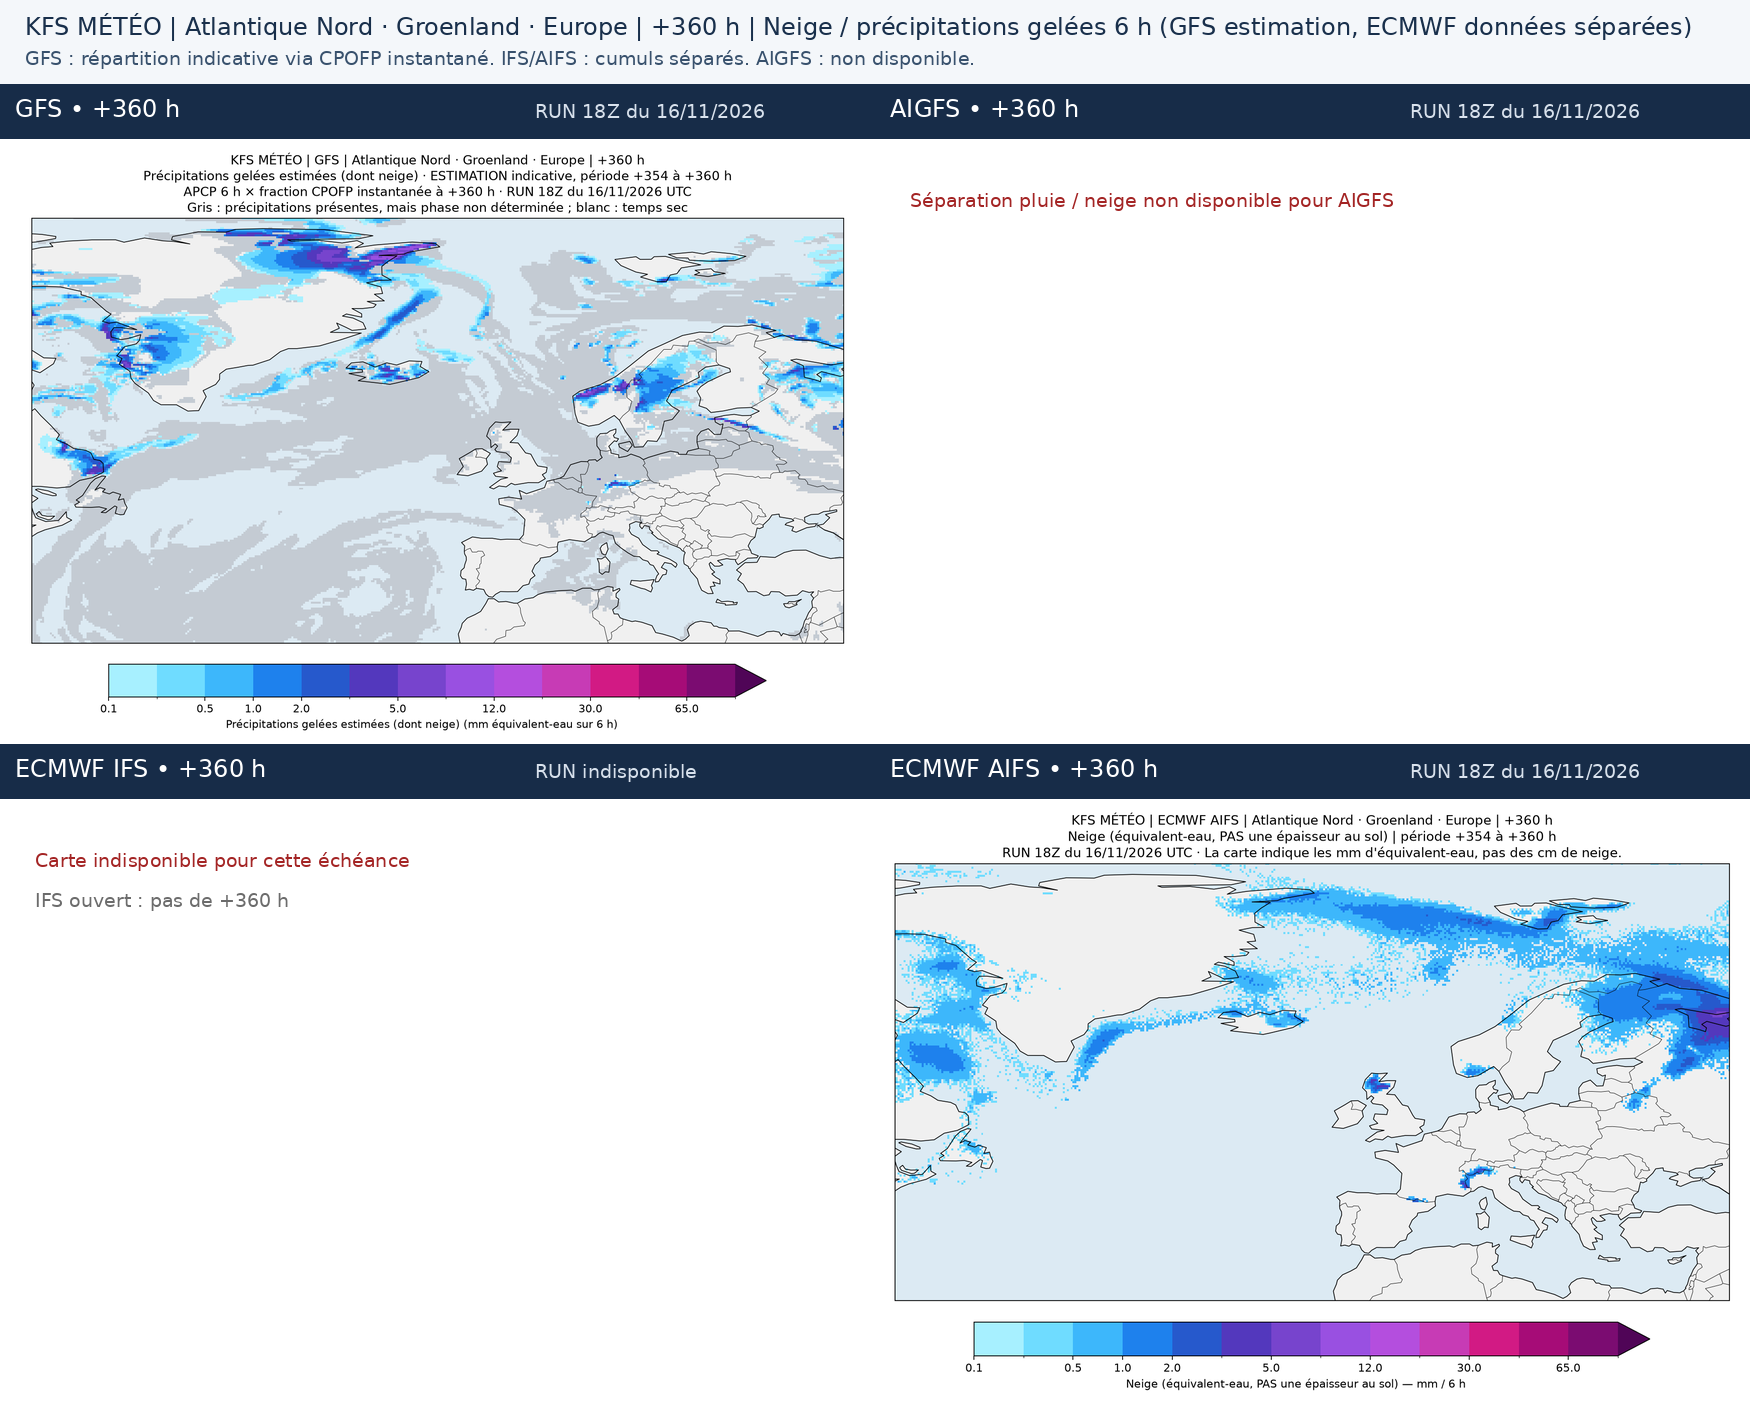 KFS MÉTÉO | Atlantique Nord · Groenland · Europe | +360 h | Neige / précipitations gelées 6 h (GFS estimation, ECMWF données séparées)
GFS : répartition indicative via CPOFP instantané. IFS/AIFS : cumuls séparés. AIGFS : non disponible.
GFS • +360 h
RUN 18Z du 16/11/2026
KFS MÉTÉO | GFS | Atlantique Nord · Groenland · Europe | +360 h
Précipitations gelées estimées (dont neige) · ESTIMATION indicative, période +354 à +360 h
APCP 6 h × fraction CPOFP instantanée à +360 h · RUN 18Z du 16/11/2026 UTC
Gris : précipitations présentes, mais phase non déterminée ; blanc : temps sec
0.1 0.5 1.0 2.0 5.0 12.0 30.0 65.0
Précipitations gelées estimées (dont neige) (mm équivalent-eau sur 6 h)
AIGFS • +360 h
RUN 18Z du 16/11/2026
Séparation pluie / neige non disponible pour AIGFS
ECMWF IFS • +360 h
RUN indisponible
Carte indisponible pour cette échéance
IFS ouvert : pas de +360 h
ECMWF AIFS • +360 h
RUN 18Z du 16/11/2026
KFS MÉTÉO | ECMWF AIFS | Atlantique Nord · Groenland · Europe | +360 h
Neige (équivalent-eau, PAS une épaisseur au sol) | période +354 à +360 h
RUN 18Z du 16/11/2026 UTC · La carte indique les mm d'équivalent-eau, pas des cm de neige.
0.1 0.5 1.0 2.0 5.0 12.0 30.0 65.0
Neige (équivalent-eau, PAS une épaisseur au sol) — mm / 6 h